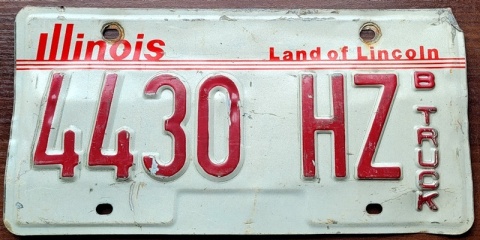 Illinois Land of Lincoln
4430 HZ
B TRUCK